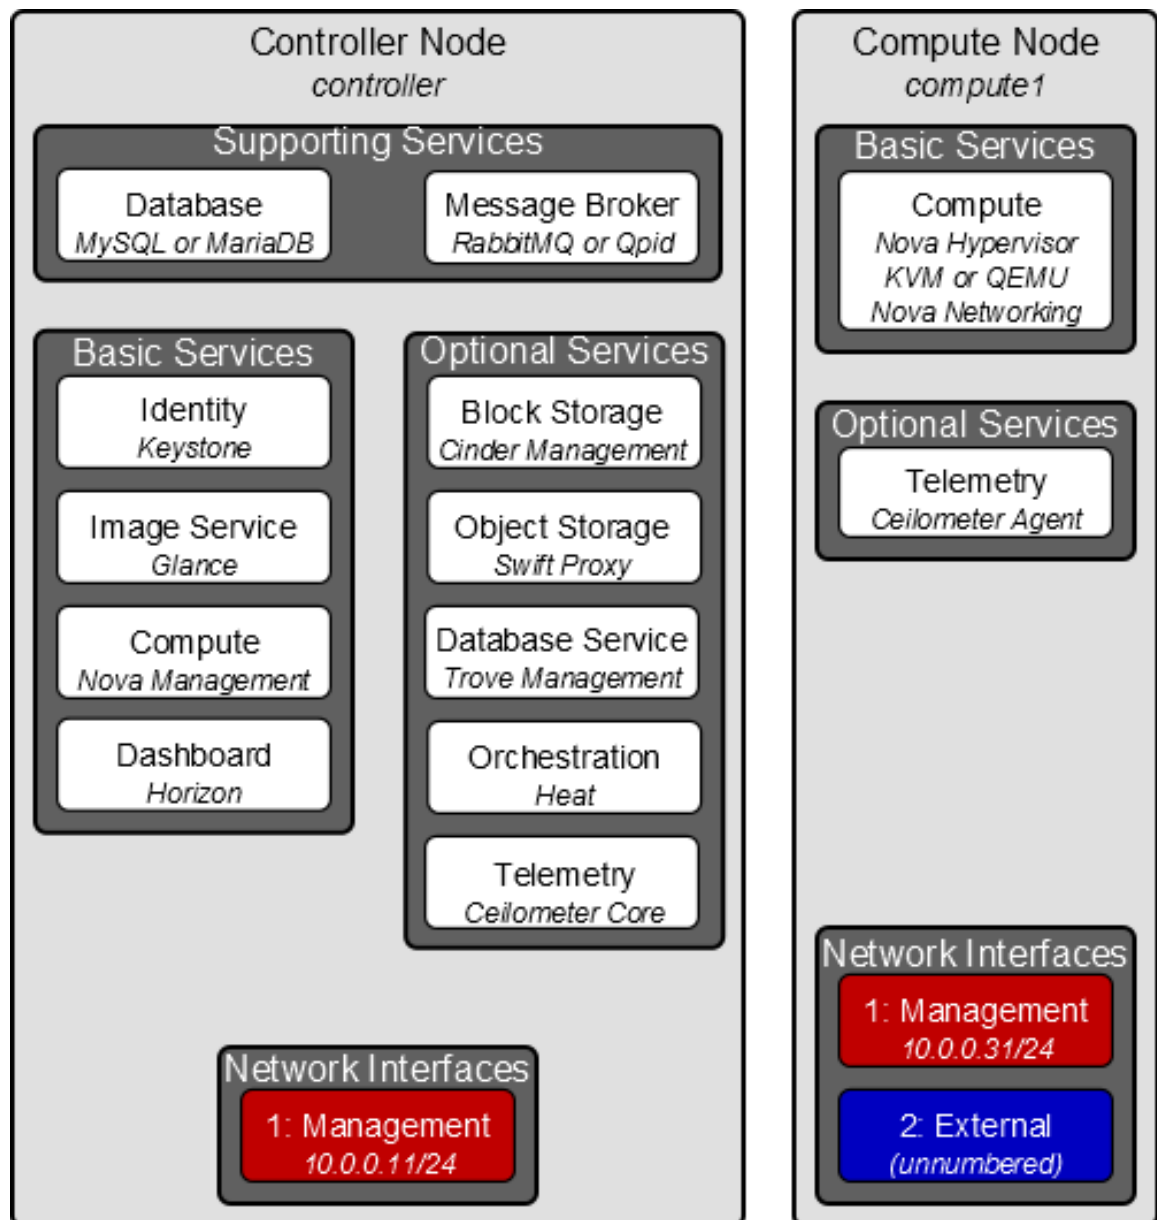 Controller Node
controller
Supporting Services
Database
MySQL or MariaDB
Message Broker
RabbitMQ or Qpid
Basic Services
Identity
Keystone
Image Service
Glance
Compute
Nova Management
Dashboard
Horizon
Optional Services
Block Storage
Cinder Management
Object Storage
Swift Proxy
Database Service
Trove Management
Orchestration
Heat
Telemetry
Ceilometer Core
Network Interfaces
1: Management
10.0.0.11/24
Compute Node
compute1
Basic Services
Compute
Nova Hypervisor
KVM or QEMU
Nova Networking
Optional Services
Telemetry
Ceilometer Agent
Network Interfaces
1: Management
10.0.0.31/24
2: External
(unnumbered)